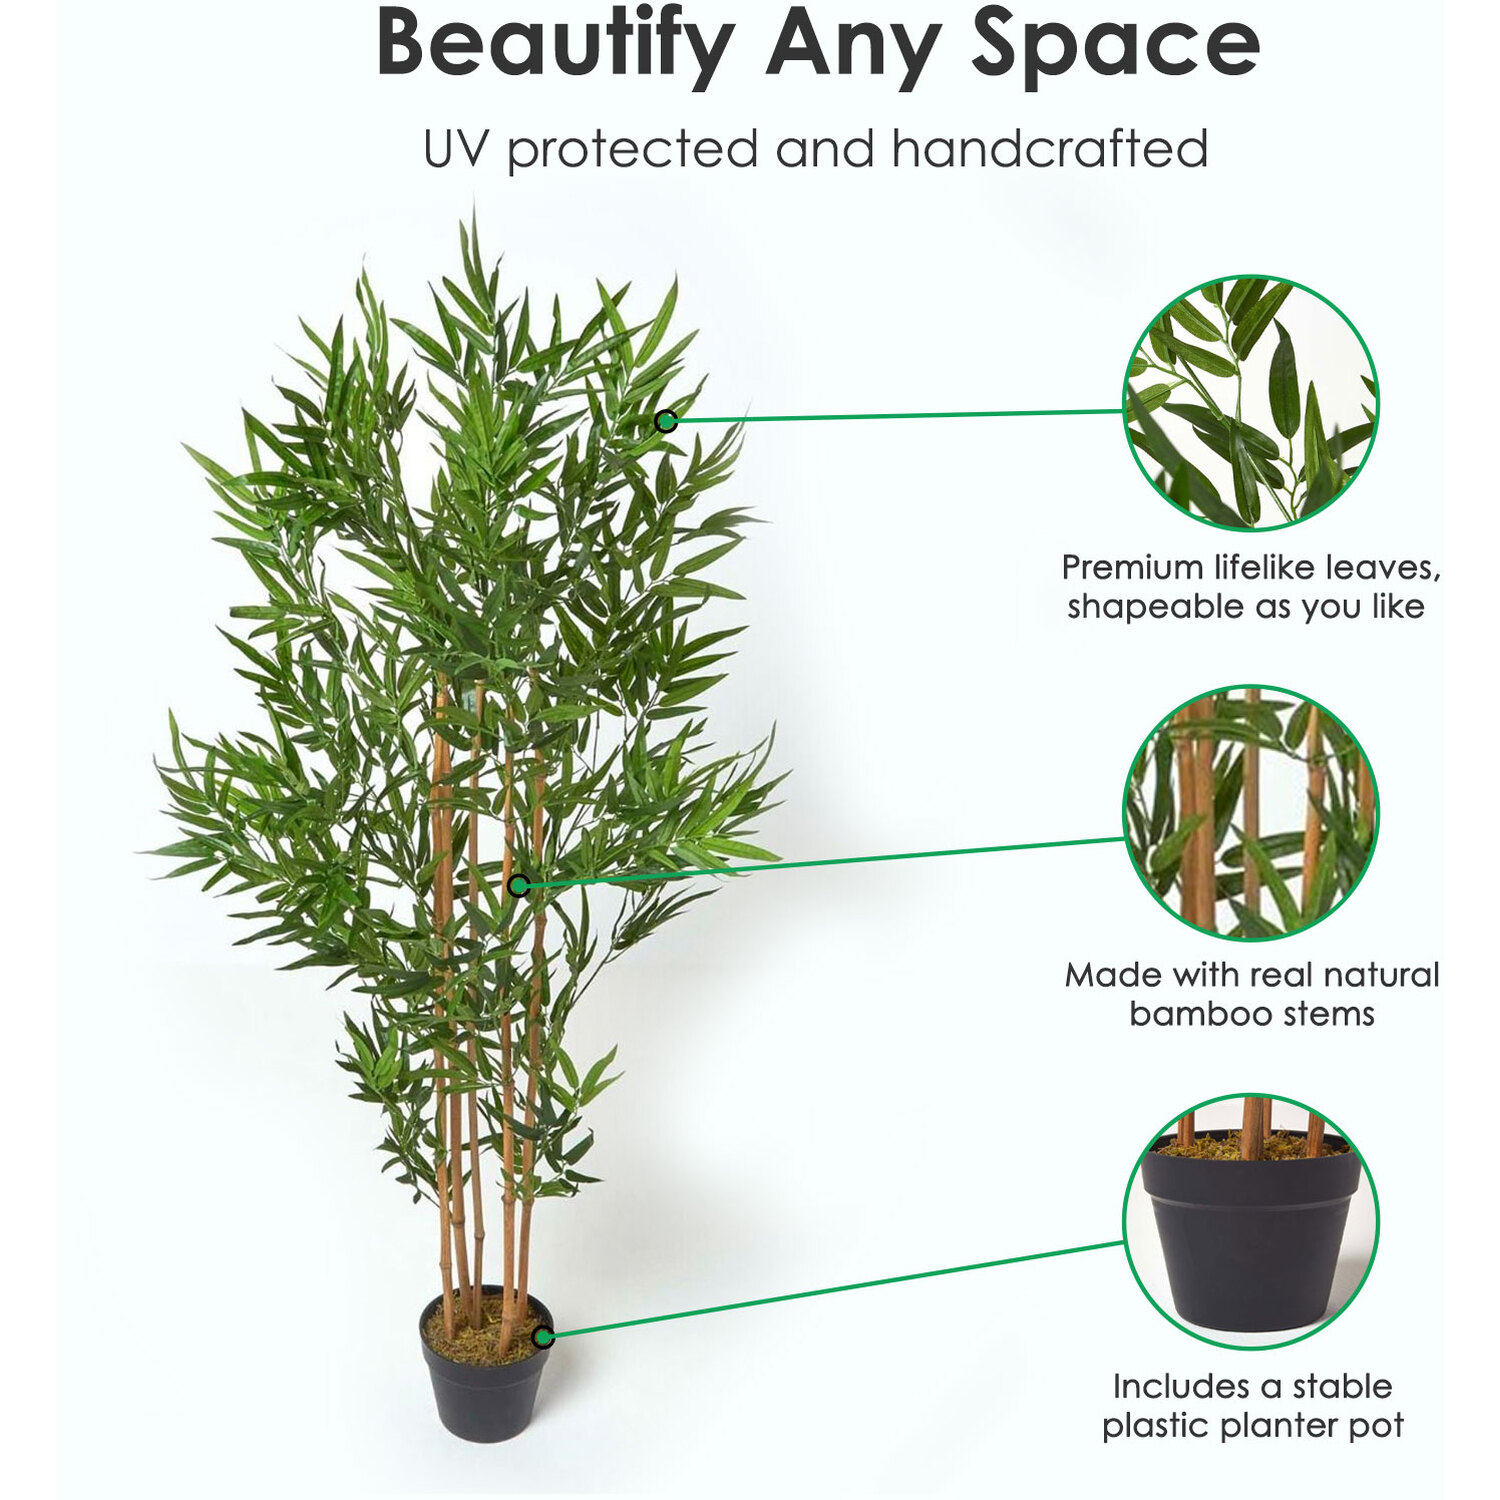 Beautify Any Space
UV protected and handcrafted
Premium lifelike leaves,
shapeable as you like
Made with real natural
bamboo stems
Includes a stable
plastic planter pot